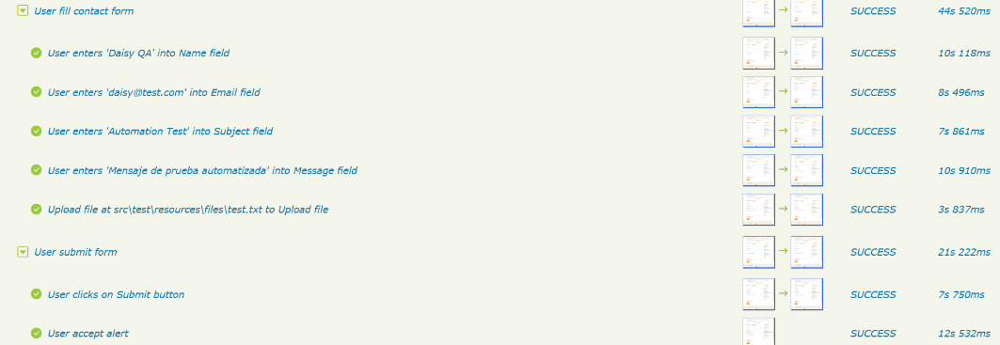 User fill contact form SUCCESS 44s 520ms
User enters 'Daisy QA' into Name field SUCCESS 10s 118ms
User enters 'daisy@test.com' into Email field SUCCESS 8s 496ms
User enters 'Automation Test' into Subject field SUCCESS 7s 861ms
User enters 'Mensaje de prueba automatizada' into Message field SUCCESS 10s 910ms
Upload file at src\test\resources\files\test.txt to Upload file SUCCESS 3s 837ms
User submit form SUCCESS 21s 222ms
User clicks on Submit button SUCCESS 7s 750ms
User accept alert SUCCESS 12s 532ms